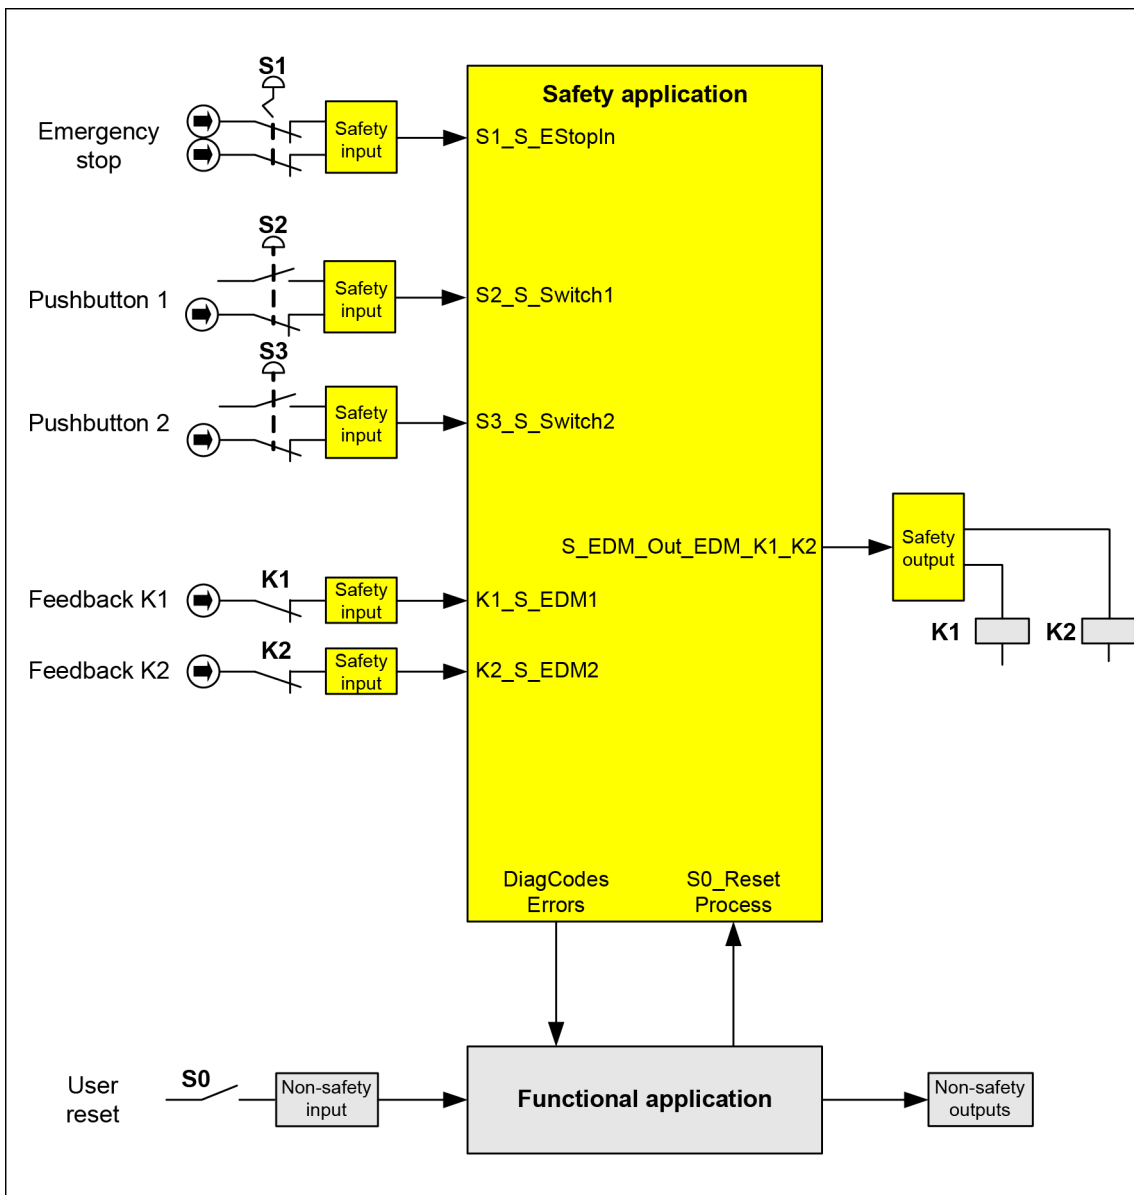 S1
Safety application
Emergency
stop
Safety
input
S1_S_EStopIn
S2
Pushbutton 1
Safety
input
S2_S_Switch1
S3
Pushbutton 2
Safety
input
S3_S_Switch2
S_EDM_Out_EDM_K1_K2
Safety
output
Feedback K1
K1
Safety
input
K1_S_EDM1
K1
K2
Feedback K2
K2
Safety
input
K2_S_EDM2
DiagCodes
Errors
S0_Reset
Process
User
reset
S0
Non-safety
input
Functional application
Non-safety
outputs